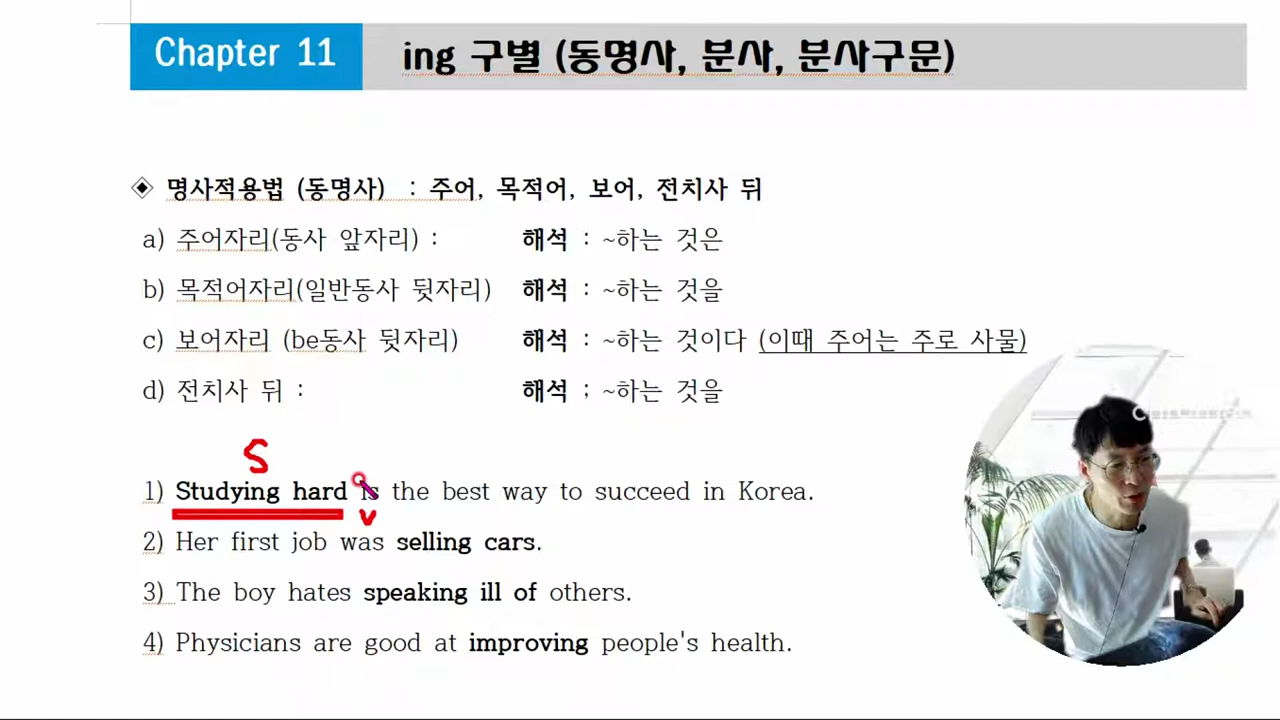 Chapter 11 ing 구별 (동명사, 분사, 분사구문)
◈ 명사적용법 (동명사) : 주어, 목적어, 보어, 전치사 뒤
a) 주어자리(동사 앞자리) : 해석 : ~하는 것은
b) 목적어자리(일반동사 뒷자리) 해석 : ~하는 것을
c) 보어자리 (be동사 뒷자리) 해석 : ~하는 것이다 (이때 주어는 주로 사물)
d) 전치사 뒤 : 해석 ; ~하는 것을
S
1) Studying hard is the best way to succeed in Korea.
v
2) Her first job was selling cars.
3) The boy hates speaking ill of others.
4) Physicians are good at improving people's health.